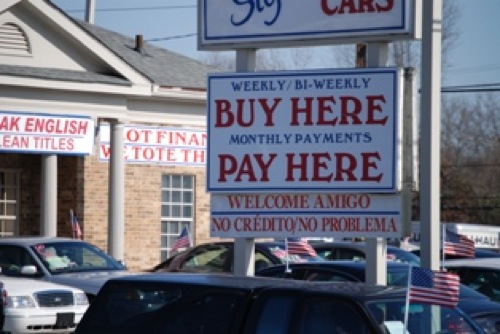 CARS
WEEKLY/BI-WEEKLY
BUY HERE
MONTHLY PAYMENTS
PAY HERE
WELCOME AMIGO
NO CRÉDITO/NO PROBLEMA
AK ENGLISH
LEAN TITLES
OT FINAN
WE TOTE TH